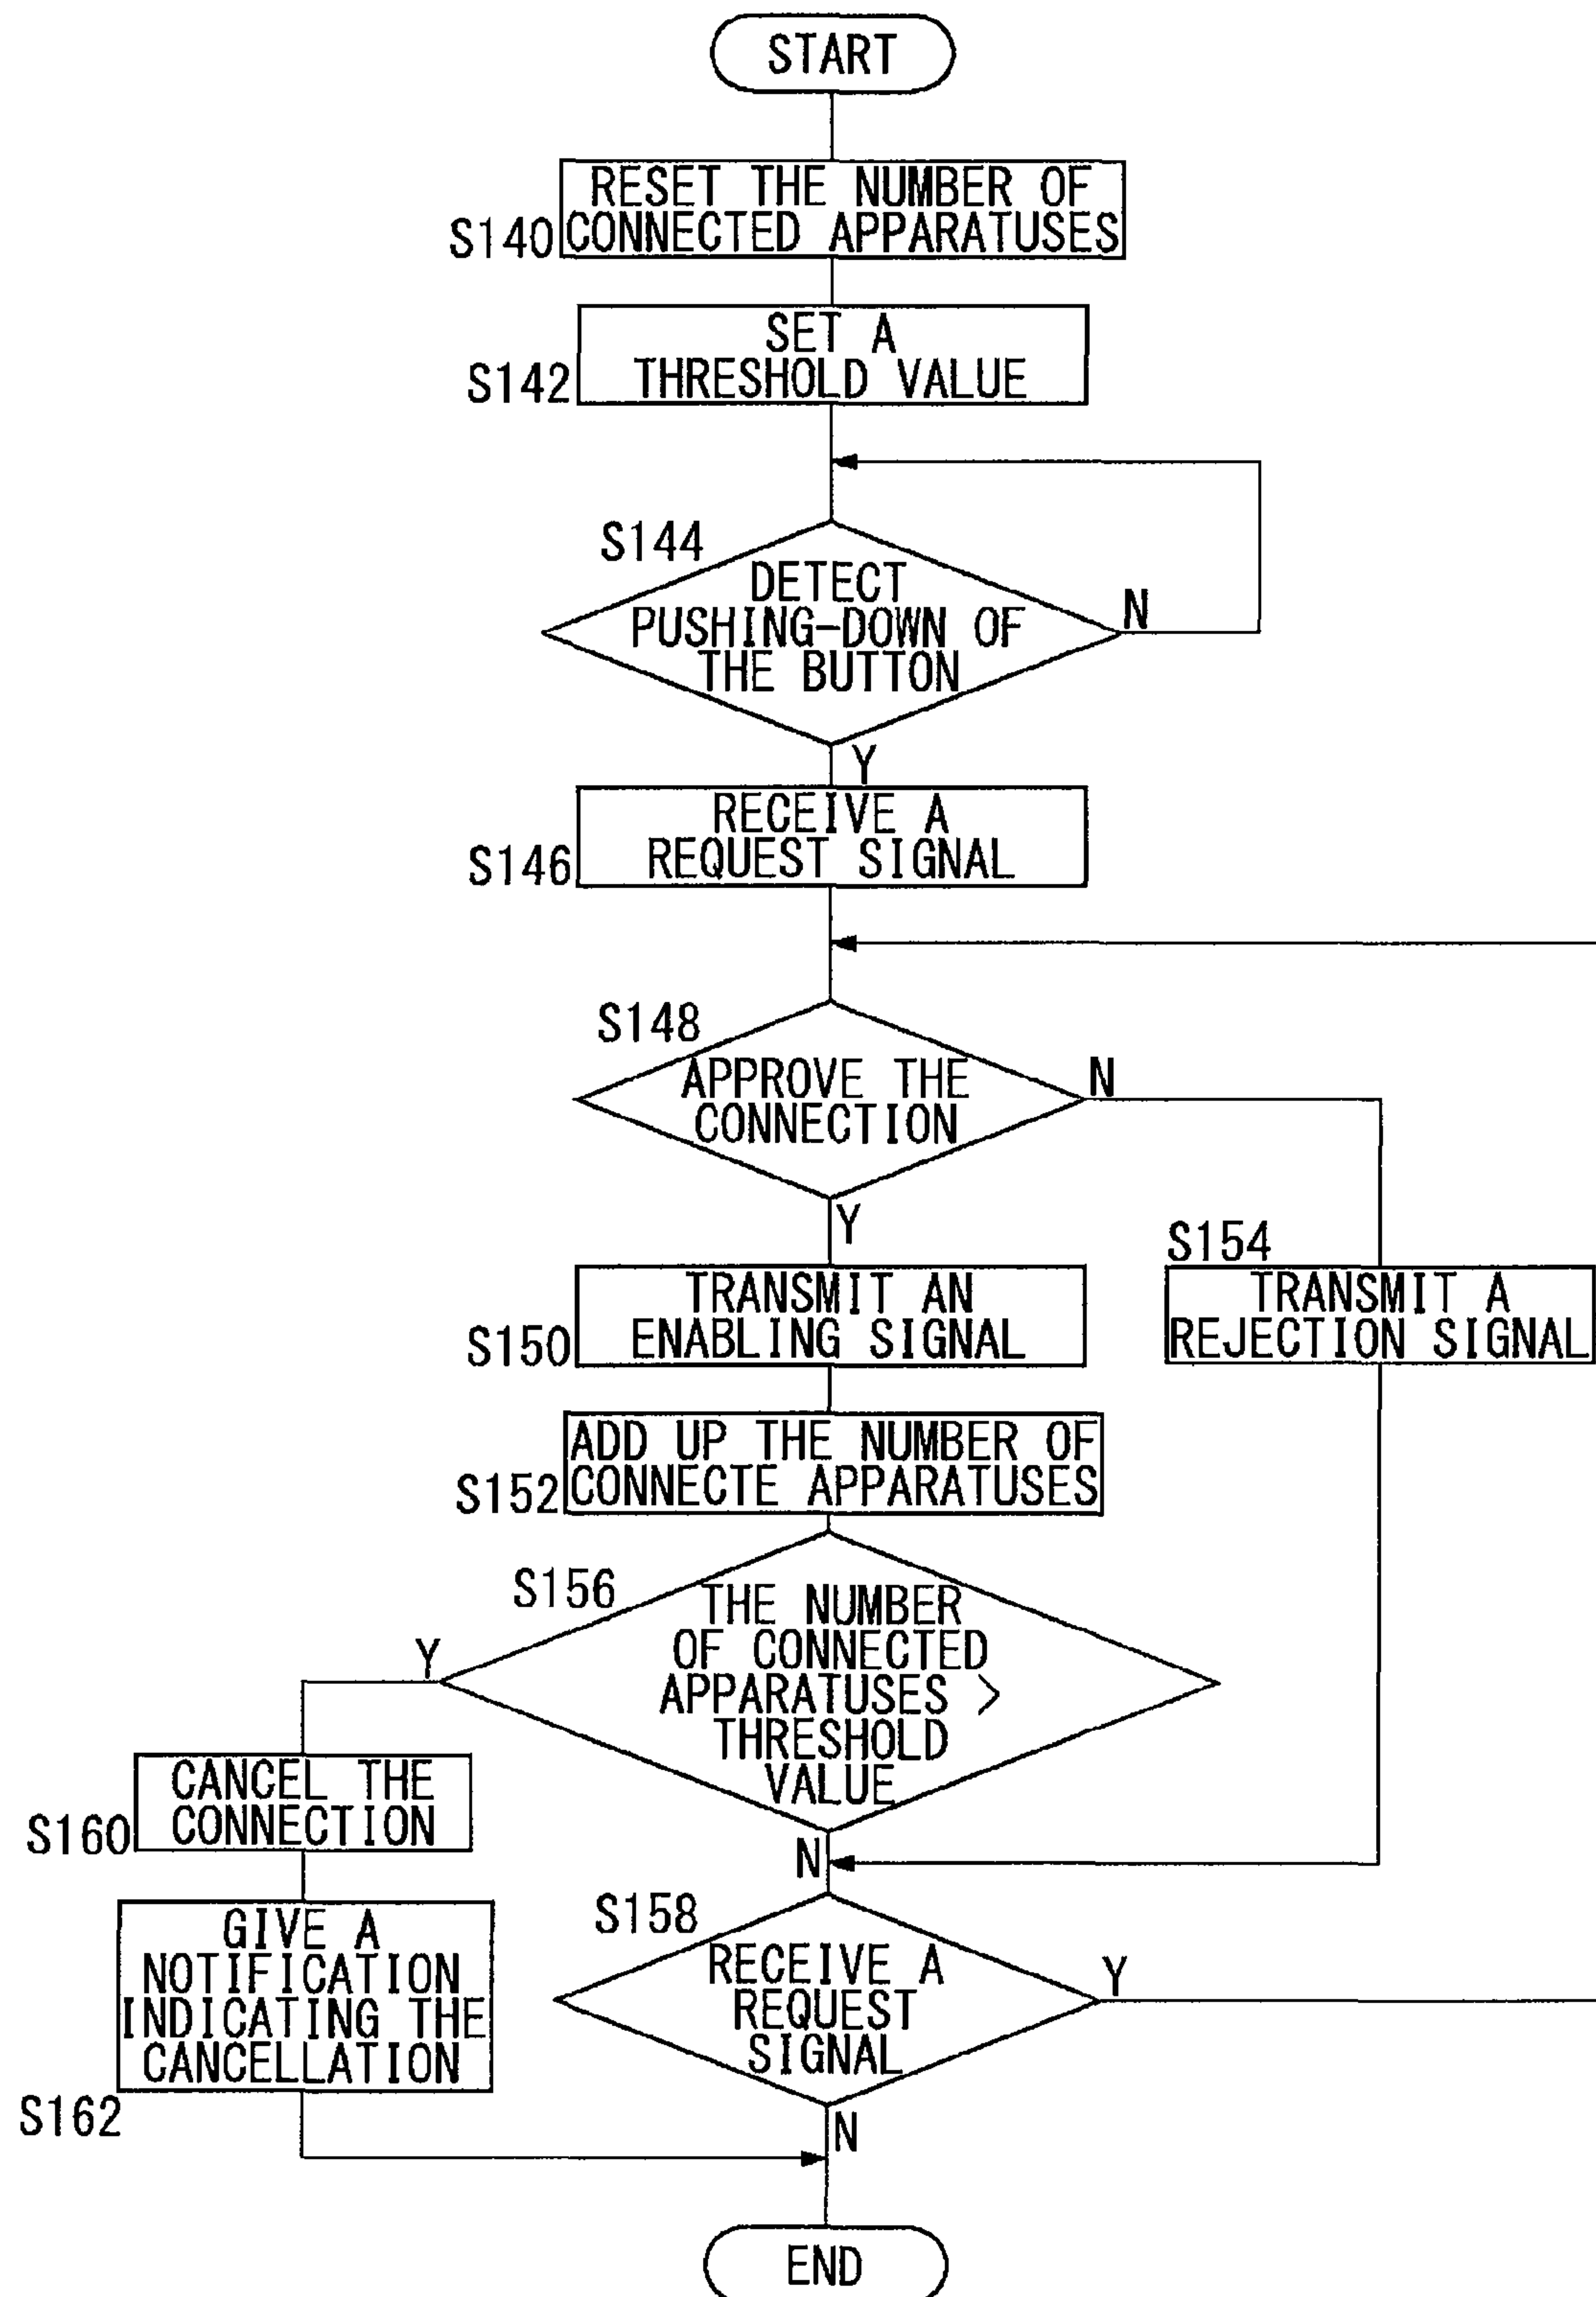 START
RESET THE NUMBER OF
CONNECTED APPARATUSES
S140
SET A
THRESHOLD VALUE
S142
S144
DETECT
PUSHING-DOWN OF
THE BUTTON
N
Y
RECEIVE A
REQUEST SIGNAL
S146
S148
APPROVE THE
CONNECTION
N
Y
S154
TRANSMIT AN
ENABLING SIGNAL
S150
TRANSMIT A
REJECTION SIGNAL
ADD UP THE NUMBER OF
CONNECTE APPARATUSES
S152
S156
THE NUMBER
OF CONNECTED
APPARATUSES >
THRESHOLD
VALUE
Y
N
CANCEL THE
CONNECTION
S160
GIVE A
NOTIFICATION
INDICATING THE
CANCELLATION
S162
S158
RECEIVE A
REQUEST
SIGNAL
Y
N
END